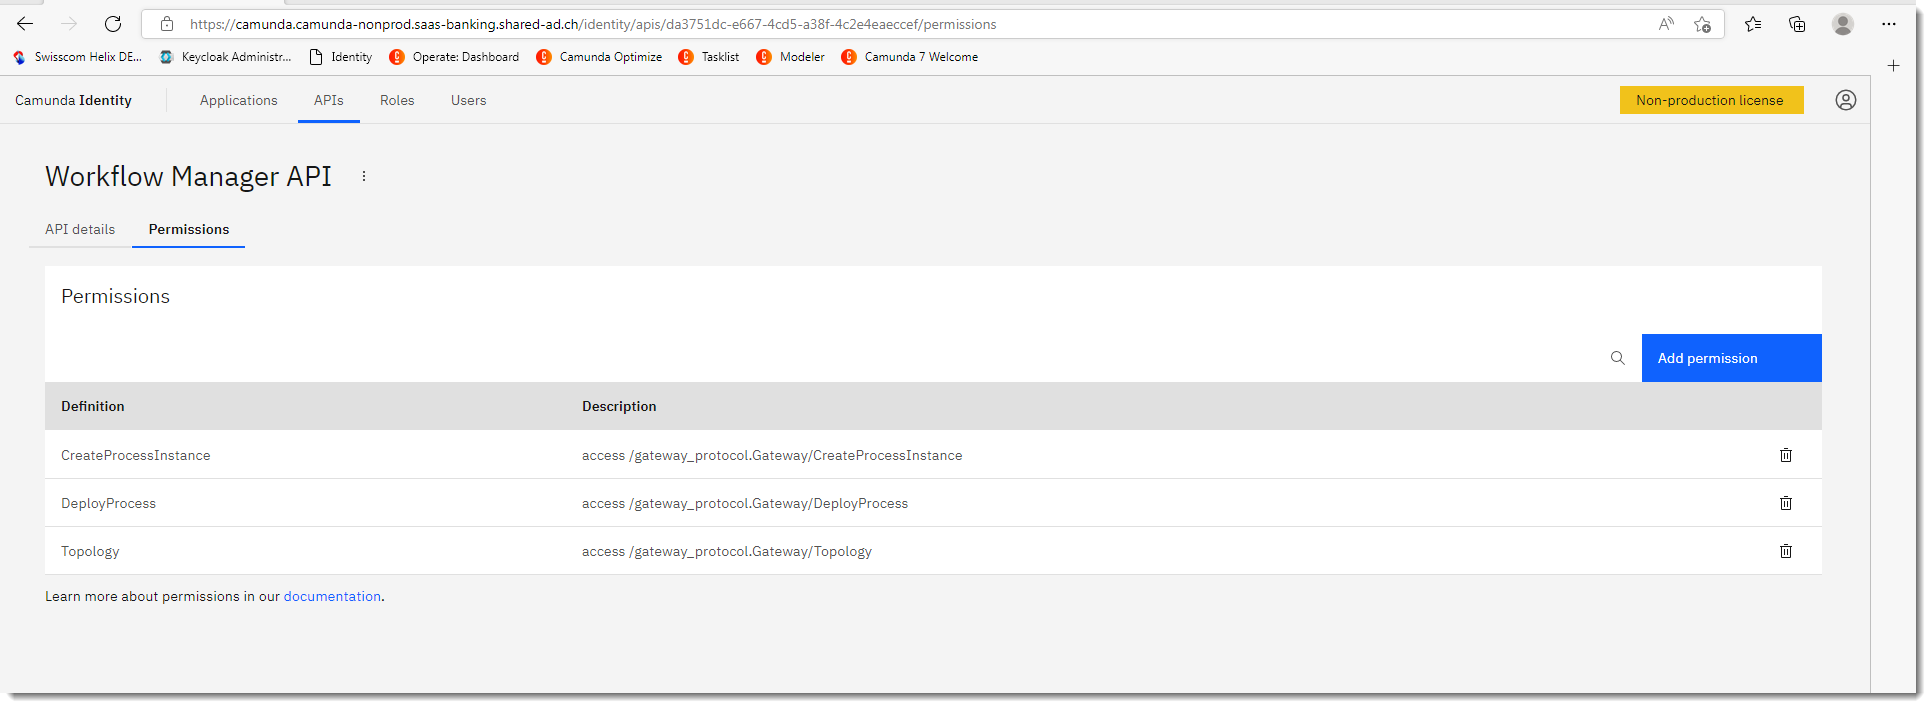 https://camunda.camunda-nonprod.saas-banking.shared-ad.ch/identity/apis/da3751dc-e667-4cd5-a38f-4c2e4eaeccef/permissions
Swisscom Helix DE... Keycloak Administr... Identity Operate: Dashboard Camunda Optimize Tasklist Modeler Camunda 7 Welcome
Camunda Identity Applications APIs Roles Users Non-production license
Workflow Manager API
API details Permissions
Permissions
Add permission
Definition Description
CreateProcessInstance access /gateway_protocol.Gateway/CreateProcessInstance
DeployProcess access /gateway_protocol.Gateway/DeployProcess
Topology access /gateway_protocol.Gateway/Topology
Learn more about permissions in our documentation.